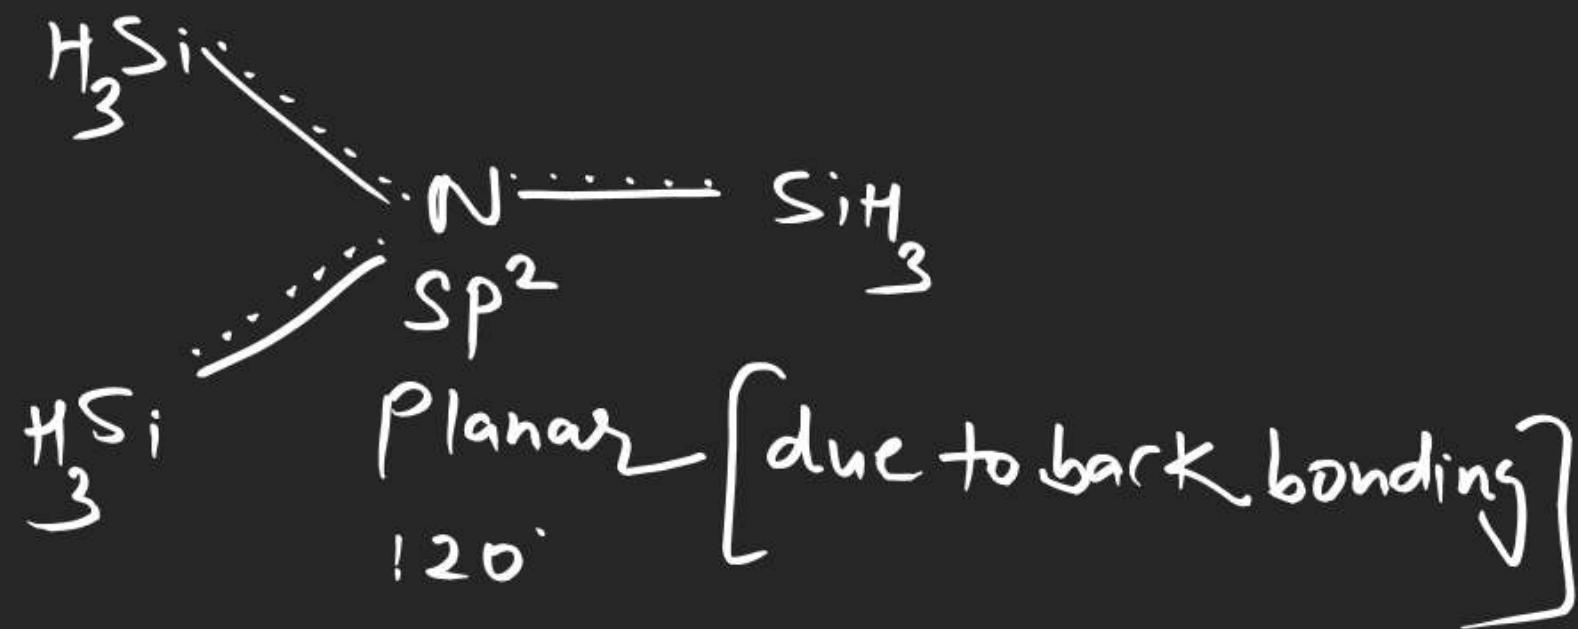 H3Si
N SiH3
Sp²
H3Si
Planar [due to back bonding]
120°